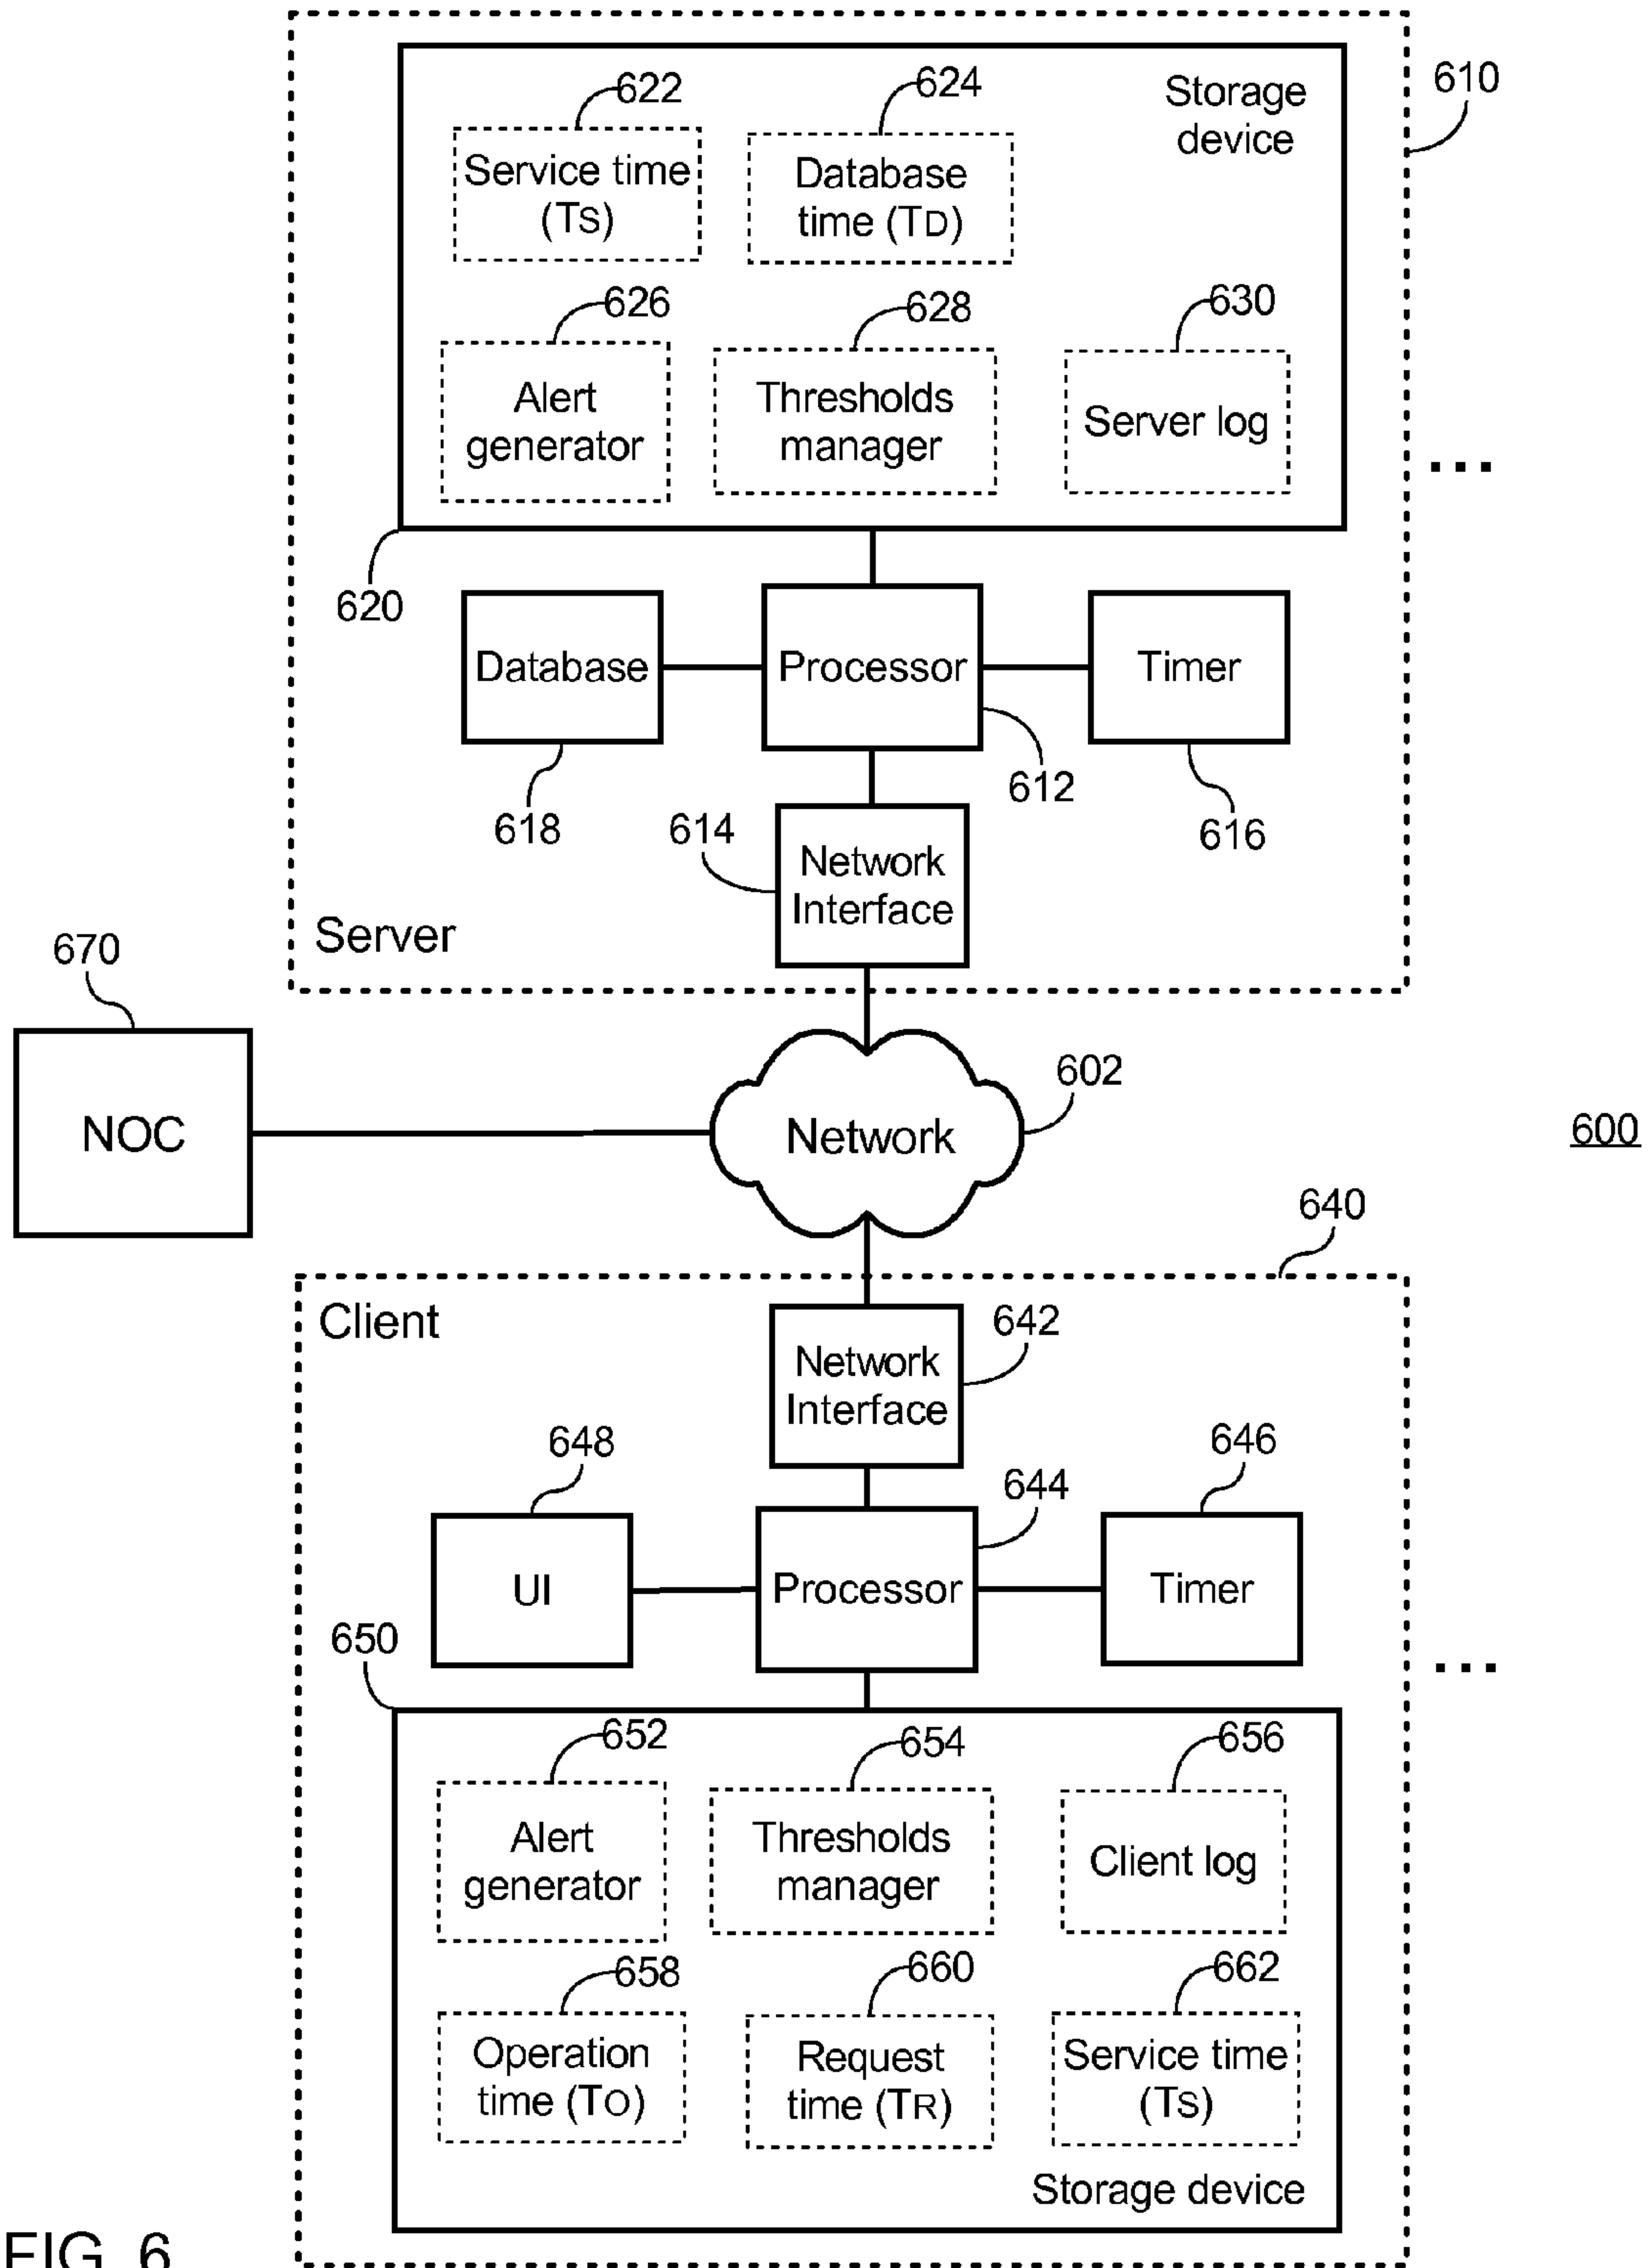 622
624
Storage
device
610
Service time
(TS)
Database
time (TD)
626
628
630
Alert
generator
Thresholds
manager
Server log
...
620
Database
Processor
Timer
618
614
612
616
Network
Interface
Server
670
NOC
Network
602
600
640
Client
642
Network
Interface
648
644
646
UI
Processor
Timer
650
...
652
654
656
Alert
generator
Thresholds
manager
Client log
658
660
662
Operation
time (TO)
Request
time (TR)
Service time
(TS)
Storage device
FIG. 6